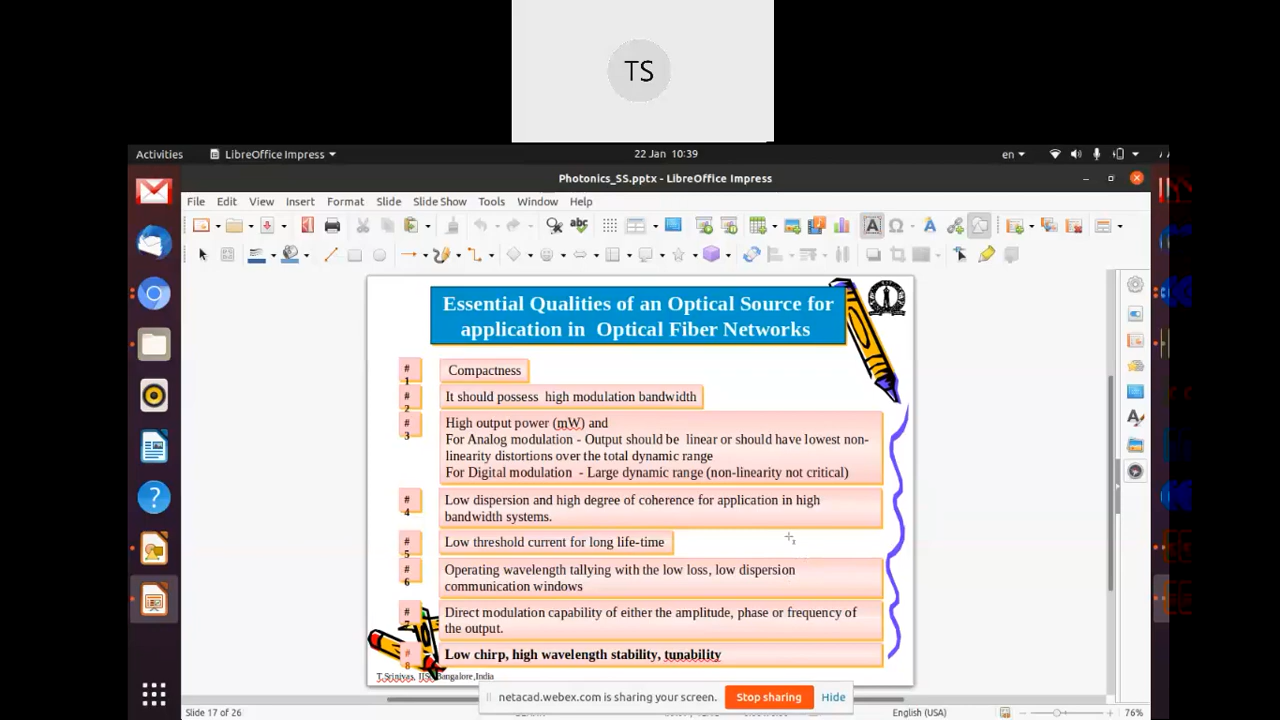 TS
Activities LibreOffice Impress 22 Jan 10:39 en
Photonics_SS.pptx - LibreOffice Impress
File Edit View Insert Format Slide Slide Show Tools Window Help
Essential Qualities of an Optical Source for
application in Optical Fiber Networks
# 1 Compactness
# 2 It should possess high modulation bandwidth
# 3 High output power (mW) and
For Analog modulation - Output should be linear or should have lowest non-
linearity distortions over the total dynamic range
For Digital modulation - Large dynamic range (non-linearity not critical)
# 4 Low dispersion and high degree of coherence for application in high
bandwidth systems.
# 5 Low threshold current for long life-time
# 6 Operating wavelength tallying with the low loss, low dispersion
communication windows
# 7 Direct modulation capability of either the amplitude, phase or frequency of
the output.
# 8 Low chirp, high wavelength stability, tunability
T.Srinivas, IISc Bangalore,India
netacad.webex.com is sharing your screen. Stop sharing Hide
Slide 17 of 26 English (USA) 76%